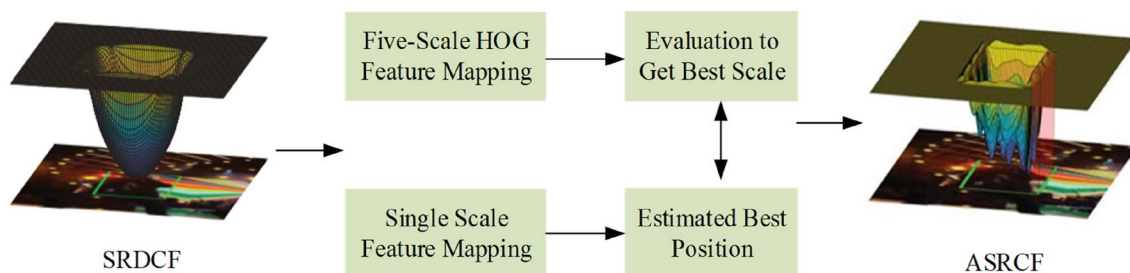 Five-Scale HOG
Feature Mapping
Evaluation to
Get Best Scale
Single Scale
Feature Mapping
Estimated Best
Position
SRDCF
ASRCF